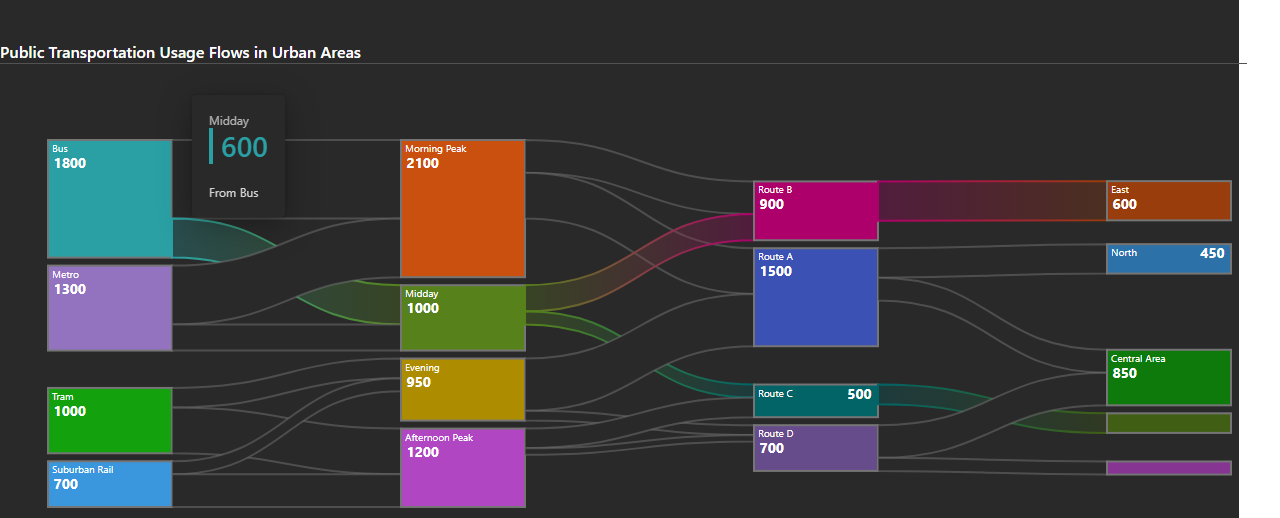 Public Transportation Usage Flows in Urban Areas
Midday
600
From Bus
Bus
1800
Metro
1300
Tram
1000
Suburban Rail
700
Morning Peak
2100
Midday
1000
Evening
950
Afternoon Peak
1200
Route B
900
Route A
1500
Route C 500
Route D
700
East
600
North 450
Central Area
850